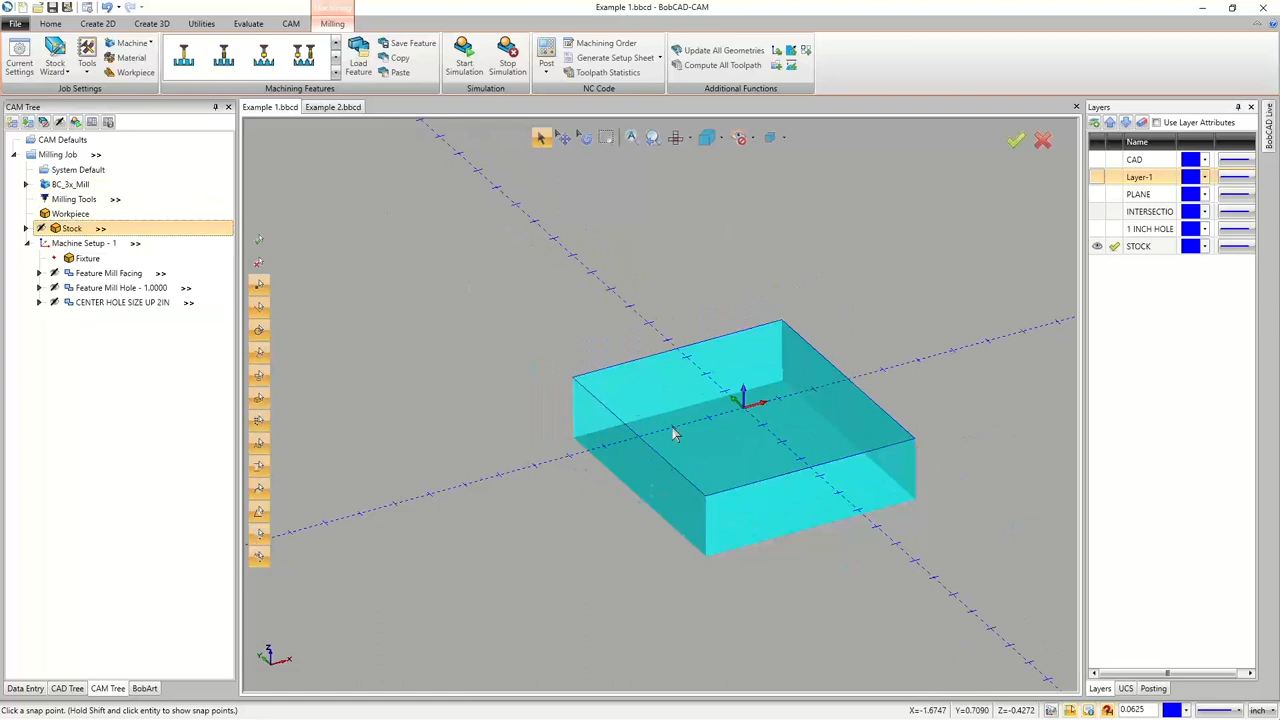 Example 1.bbcd - BobCAD-CAM
File
Home
Create 2D
Create 3D
Utilities
Evaluate
CAM
Milling
Current Settings
Stock Wizard
Tools
Machine
Material
Workpiece
Job Settings
Load Feature
Save Feature
Copy
Paste
Machining Features
Start Simulation
Stop Simulation
Simulation
Post
Machining Order
Generate Setup Sheet
Toolpath Statistics
NC Code
Update All Geometries
Compute All Toolpath
Additional Functions
CAM Tree
CAM Defaults
Milling Job >>
System Default
BC_3x_Mill
Milling Tools >>
Workpiece
Stock >>
Machine Setup - 1 >>
Fixture
Feature Mill Facing >>
Feature Mill Hole - 1.0000 >>
CENTER HOLE SIZE UP 2IN >>
Example 1.bbcd
Example 2.bbcd
Z
Y
X
Layers
Use Layer Attributes
Name
CAD
Layer-1
PLANE
INTERSECTIO
1 INCH HOLE
STOCK
BobCAD Live
Data Entry
CAD Tree
CAM Tree
BobArt
Layers
UCS
Posting
Click a snap point. (Hold Shift and click entity to show snap points.)
X=-1.6747
Y=0.7090
Z=-0.4272
0.0625
inch